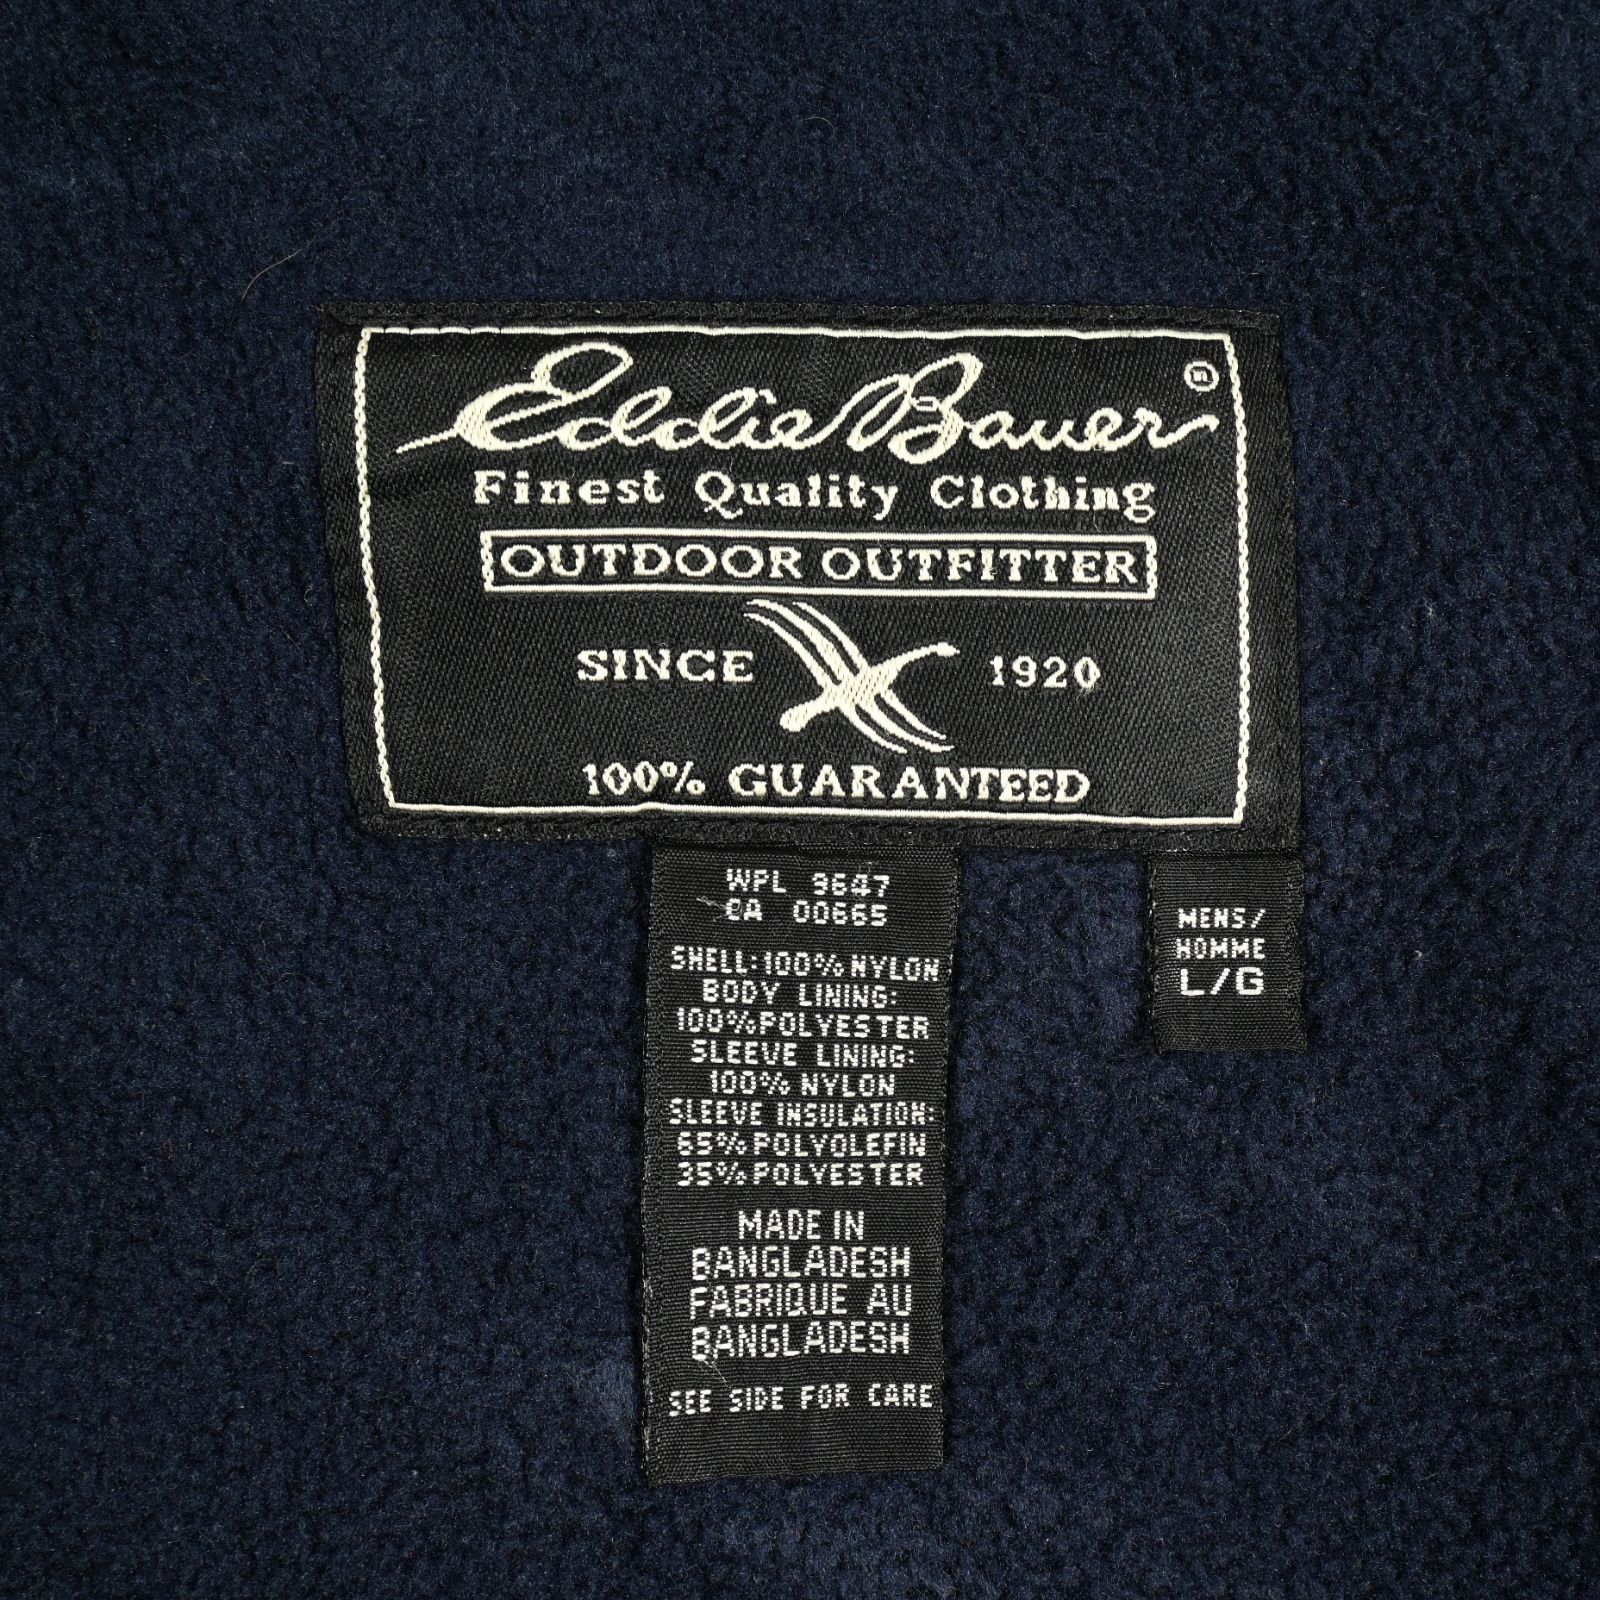 Eddie Bauer ®
Finest Quality Clothing
OUTDOOR OUTFITTER
SINCE 1920
100% GUARANTEED
WPL 9647
CA 00665
SHELL: 100% NYLON
BODY LINING:
100% POLYESTER
SLEEVE LINING:
100% NYLON
SLEEVE INSULATION:
65% POLYOLEFIN
35% POLYESTER
MADE IN
BANGLADESH
FABRIQUE AU
BANGLADESH
SEE SIDE FOR CARE
MENS/
HOMME
L/G